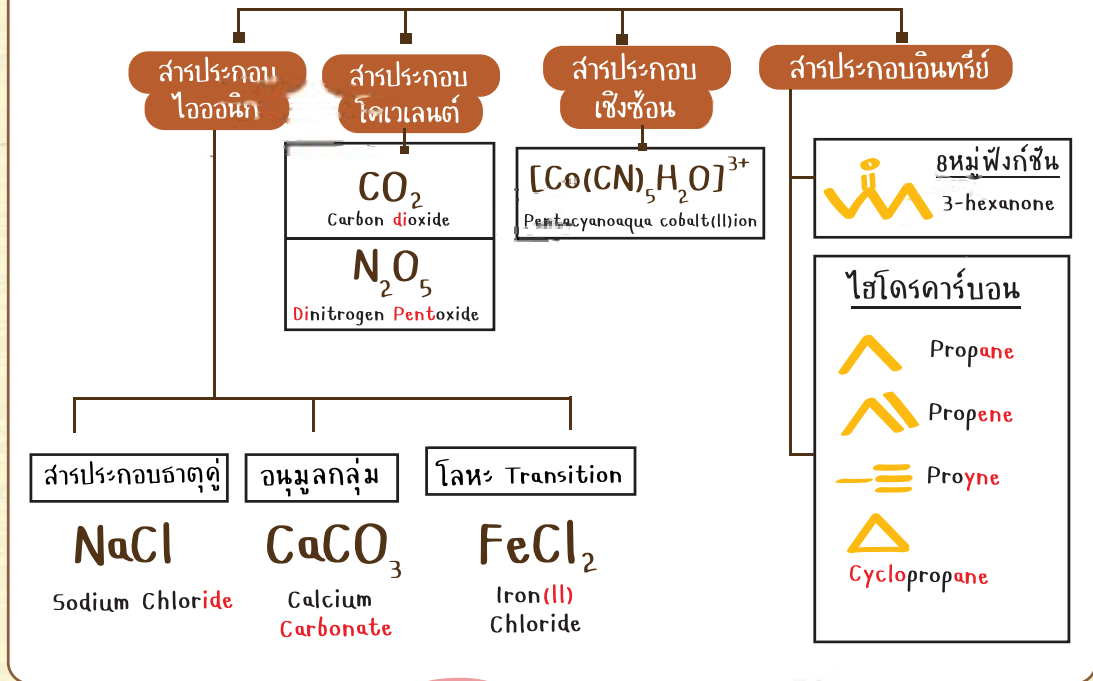 สารประกอบ
ไอออนิก
สารประกอบ
โคเวเลนต์
CO2
Carbon dioxide
N2O5
Dinitrogen Pentoxide
สารประกอบ
เชิงซ้อน
[Co(CN)5H2O]3+
Pentacyanoaqua cobalt(ll)ion
สารประกอบอินทรีย์
8หมู่ฟังก์ชัน
3-hexanone
ไฮโดรคาร์บอน
Propane
Propene
Proyne
Cyclopropane
สารประกอบธาตุคู่
NaCl
Sodium Chloride
อนุมูลกลุ่ม
CaCO3
Calcium
Carbonate
โลหะ Transition
FeCl2
Iron(ll)
Chloride